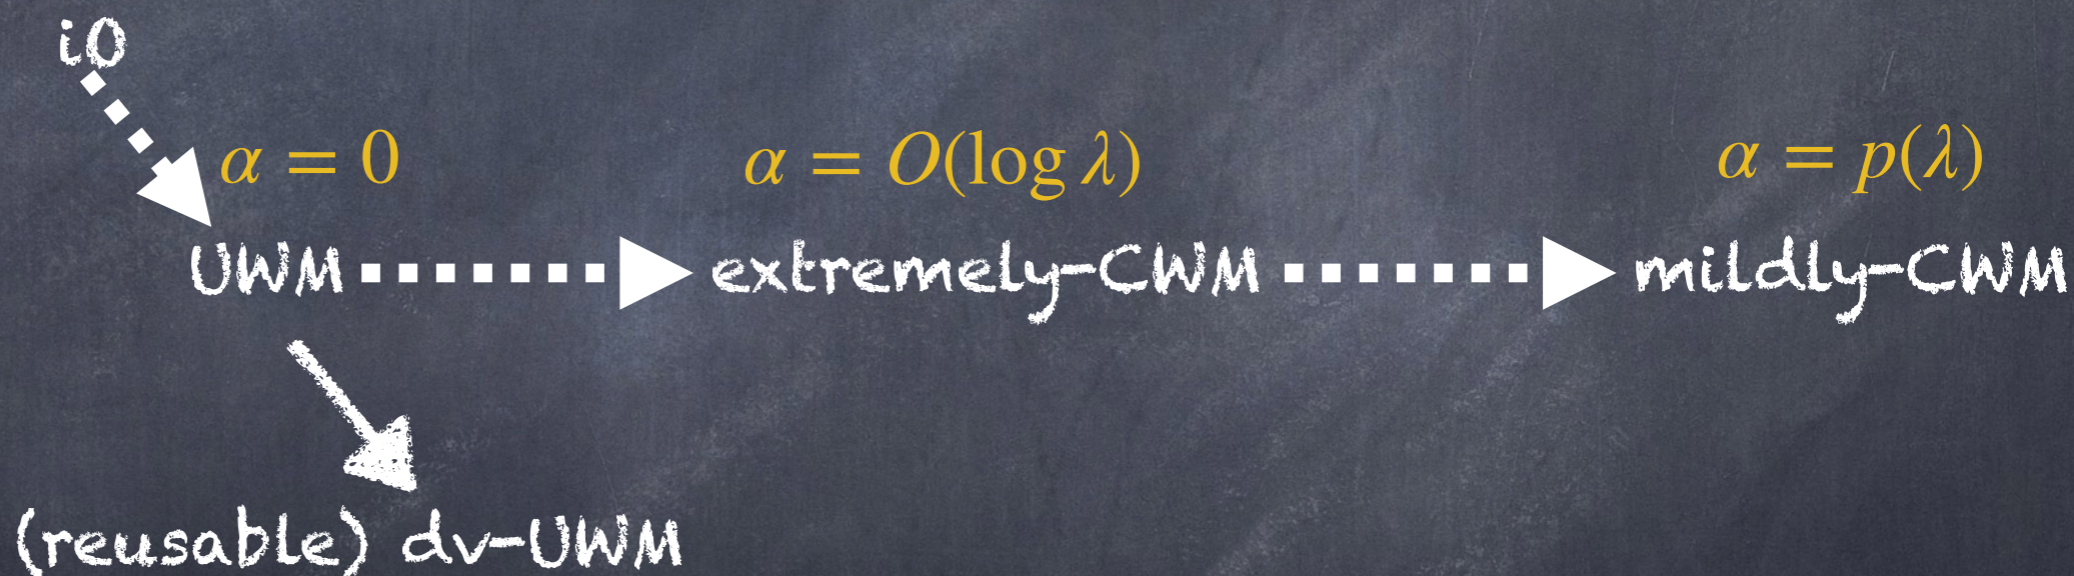 iO
α = 0 α = O(log λ) α = p(λ)
UWM extremely-CWM mildly-CWM
(reusable) dv-UWM